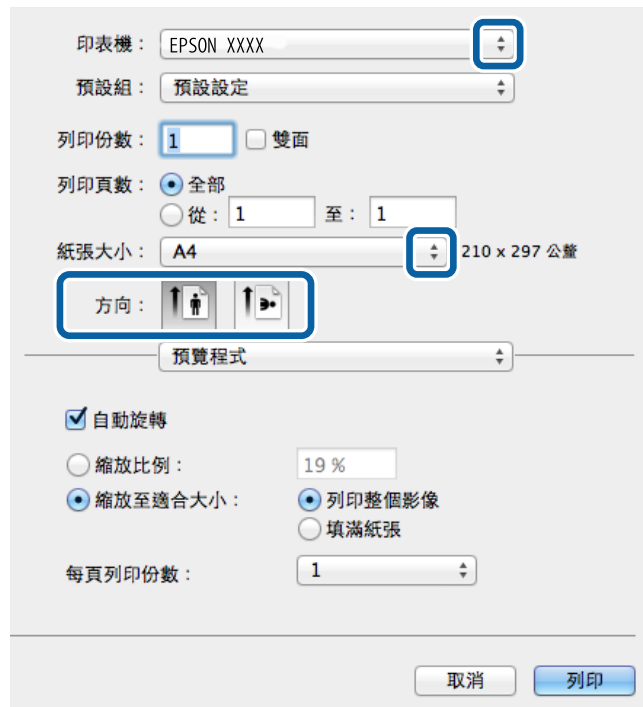 印表機： EPSON XXXX
預設組： 預設設定
列印份數： 1 雙面
列印頁數： 全部
從： 1 至： 1
紙張大小： A4 210 x 297 公釐
方向：
預覽程式
自動旋轉
縮放比例： 19 %
縮放至適合大小： 列印整個影像
填滿紙張
每頁列印份數： 1
取消 列印